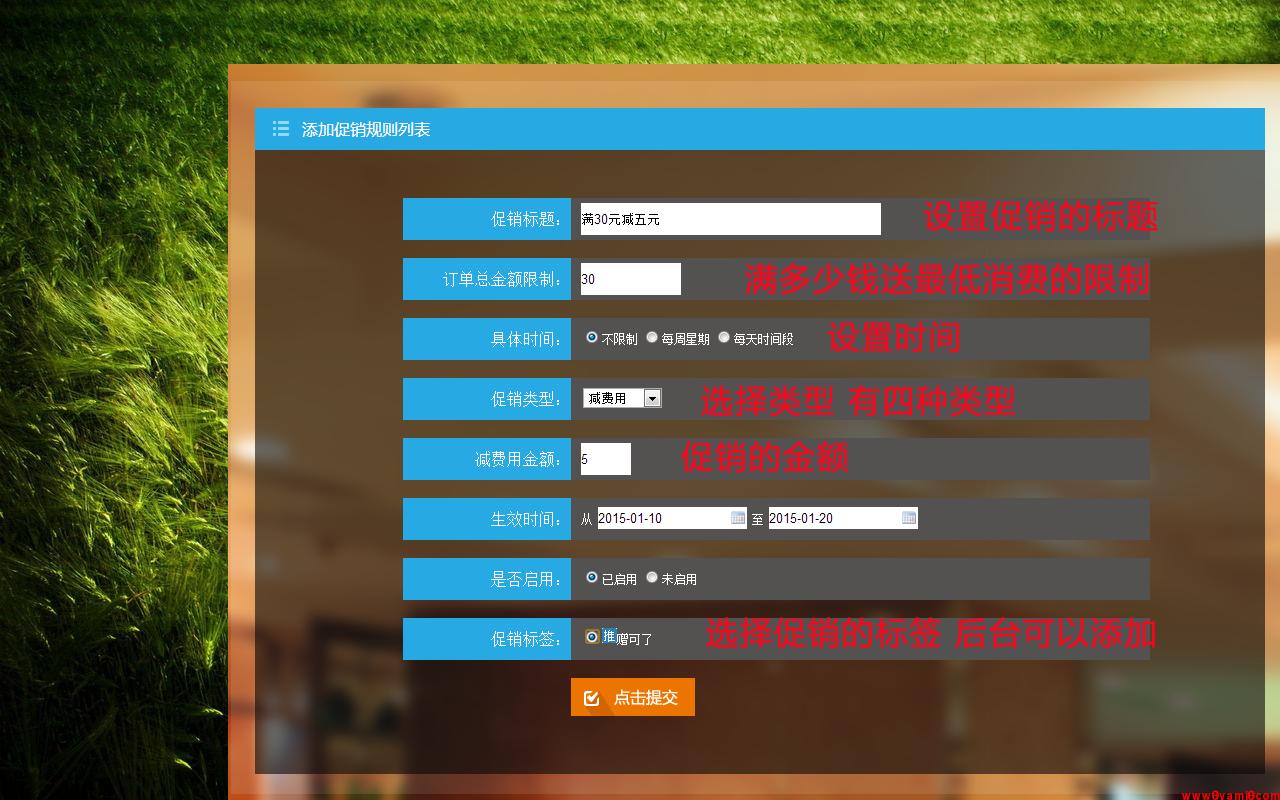 添加促销规则列表
促销标题： 满30元减五元 设置促销的标题
订单总金额限制： 30 满多少钱送最低消费的限制
具体时间： 不限制 每周星期 每天时间段 设置时间
促销类型： 减费用 选择类型 有四种类型
减费用金额： 5 促销的金额
生效时间： 从 2015-01-10 至 2015-01-20
是否启用： 已启用 未启用
促销标签： 推 赠可了 选择促销的标签 后台可以添加
点击提交